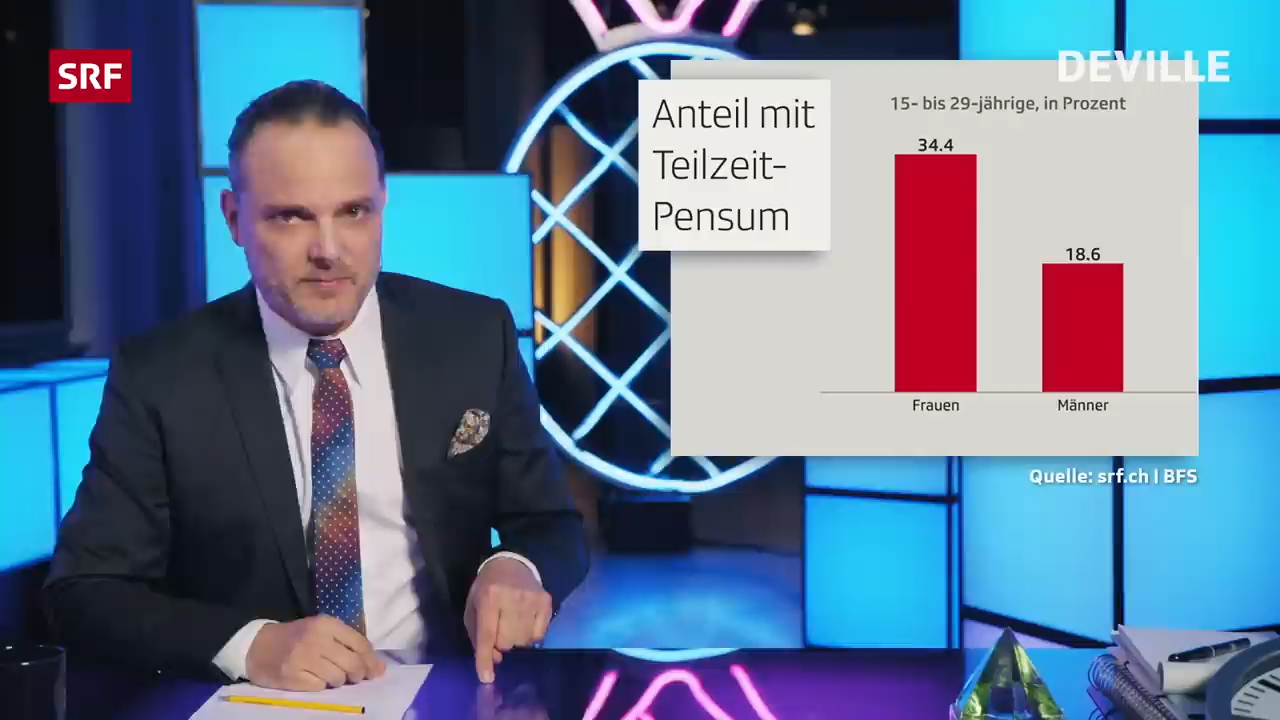 SRF
DEVILLE
Anteil mit
Teilzeit-
Pensum
15- bis 29-jährige, in Prozent
34.4
18.6
Frauen
Männer
Quelle: srf.ch | BFS